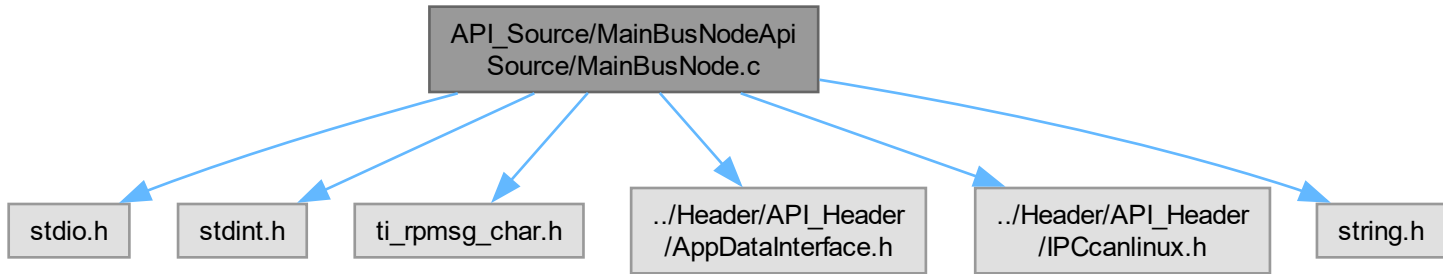 API_Source/MainBusNodeApi
Source/MainBusNode.c
stdio.h
stdint.h
ti_rpmsg_char.h
../Header/API_Header
/AppDataInterface.h
../Header/API_Header
/IPCcanlinux.h
string.h